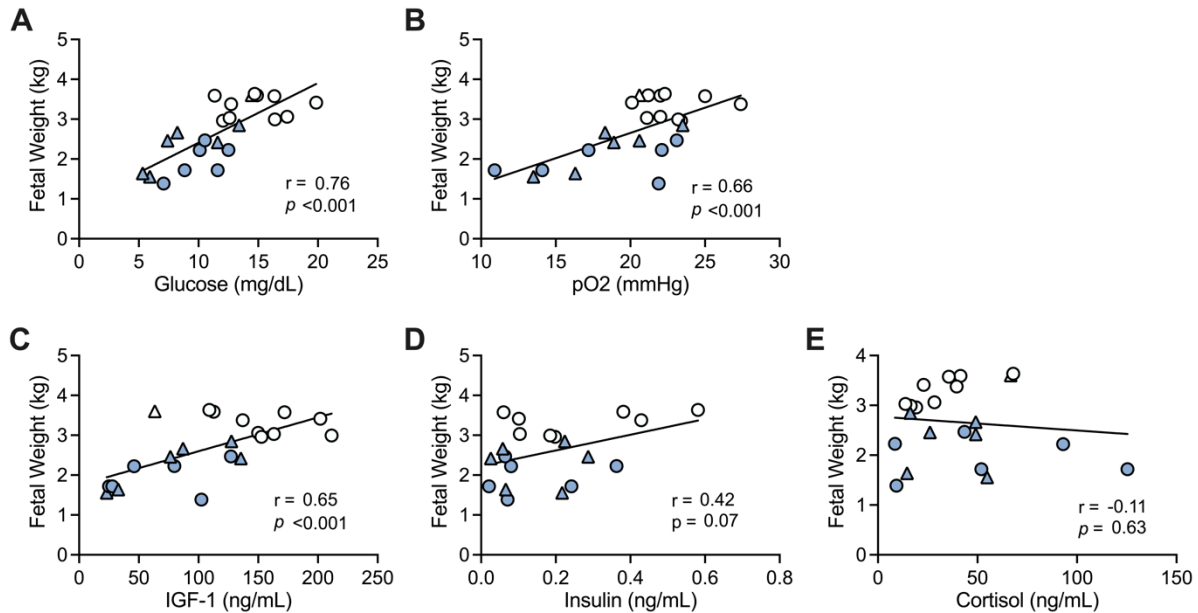 A
5
4
3
2
1
0
Fetal Weight (kg)
r = 0.76
p <0.001
0 5 10 15 20 25
Glucose (mg/dL)
B
5
4
3
2
1
0
Fetal Weight (kg)
r = 0.66
p <0.001
10 15 20 25 30
pO2 (mmHg)
C
5
4
3
2
1
0
Fetal Weight (kg)
r = 0.65
p <0.001
0 50 100 150 200 250
IGF-1 (ng/mL)
D
5
4
3
2
1
0
Fetal Weight (kg)
r = 0.42
p = 0.07
0.0 0.2 0.4 0.6 0.8
Insulin (ng/mL)
E
4
3
2
1
0
Fetal Weight (kg)
r = -0.11
p = 0.63
0 50 100 150
Cortisol (ng/mL)